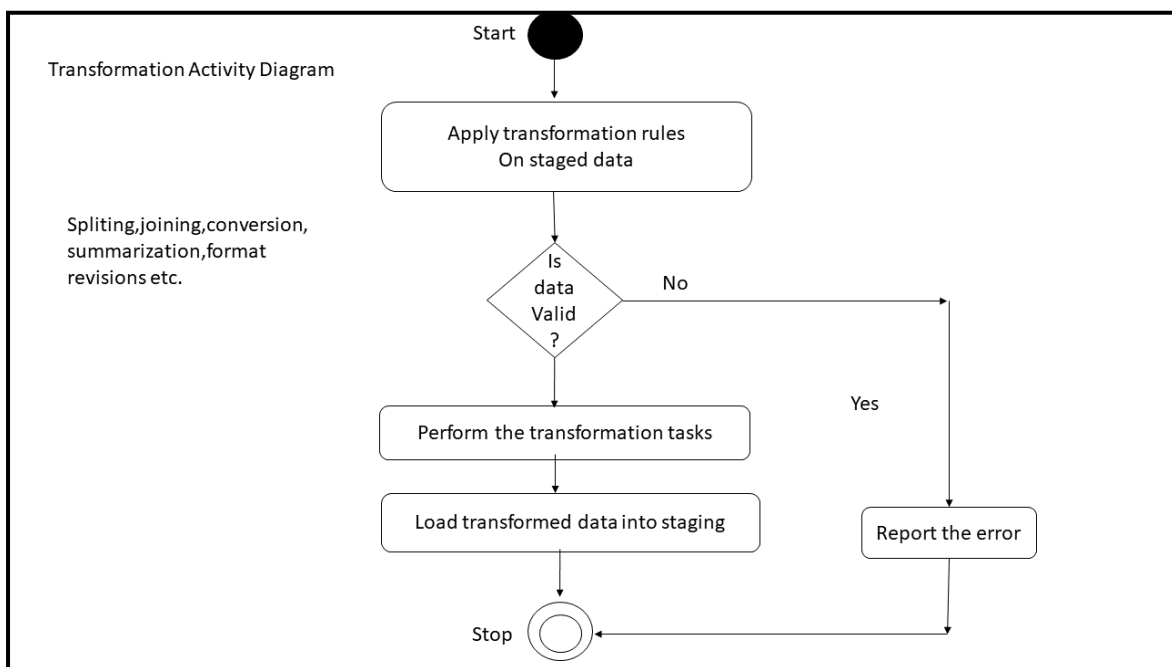 Start
Transformation Activity Diagram
Apply transformation rules
On staged data
Spliting,joining,conversion,
summarization,format
revisions etc.
Is
data
Valid
?
No
Yes
Perform the transformation tasks
Load transformed data into staging
Report the error
Stop